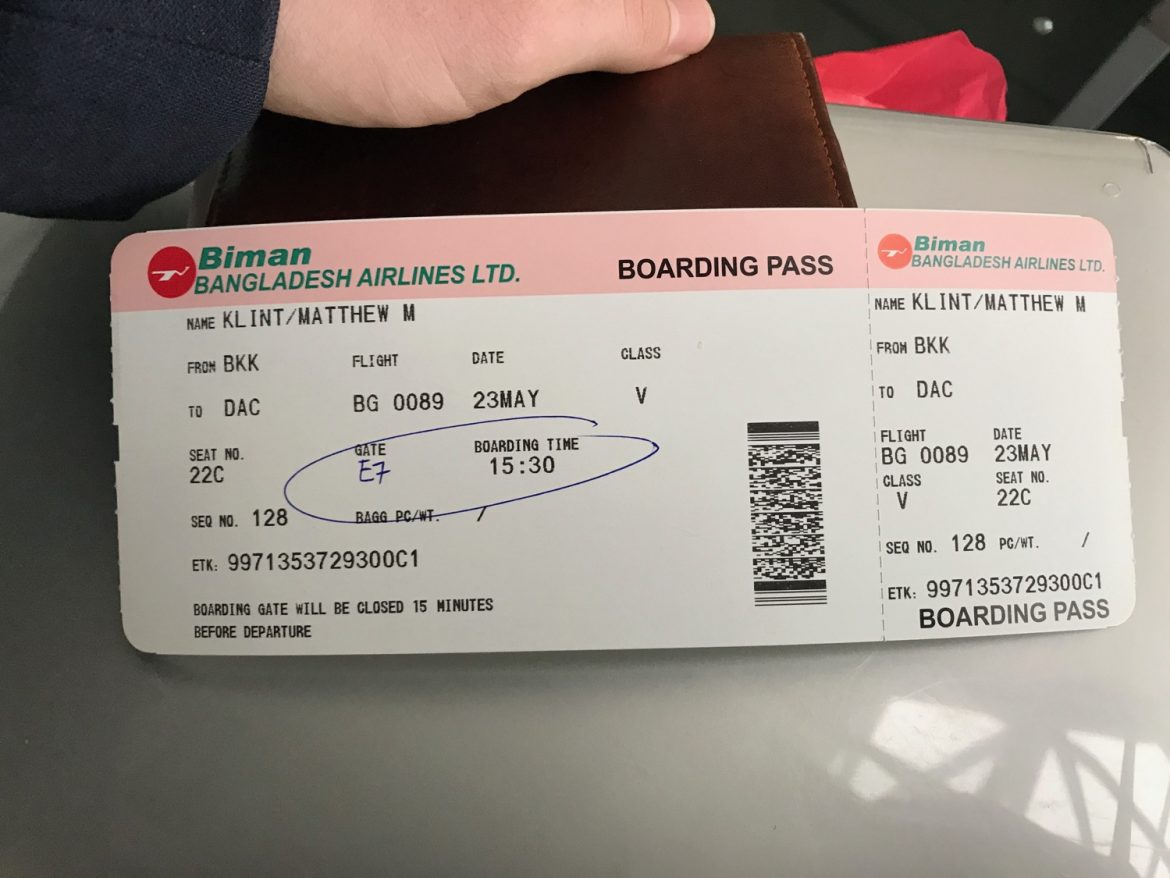 Biman
BANGLADESH AIRLINES LTD.
BOARDING PASS
NAME KLINT/MATTHEW M
FROM BKK FLIGHT DATE CLASS
TO DAC BG 0089 23MAY V
SEAT NO. GATE BOARDING TIME
22C E7 15:30
SEQ NO. 128 BAGG PC/WT. /
ETK: 9971353729300C1
BOARDING GATE WILL BE CLOSED 15 MINUTES
BEFORE DEPARTURE
Biman
BANGLADESH AIRLINES LTD.
NAME KLINT/MATTHEW M
FROM BKK
TO DAC
FLIGHT DATE
BG 0089 23MAY
CLASS SEAT NO.
V 22C
SEQ NO. 128 PC/WT. /
ETK: 9971353729300C1
BOARDING PASS